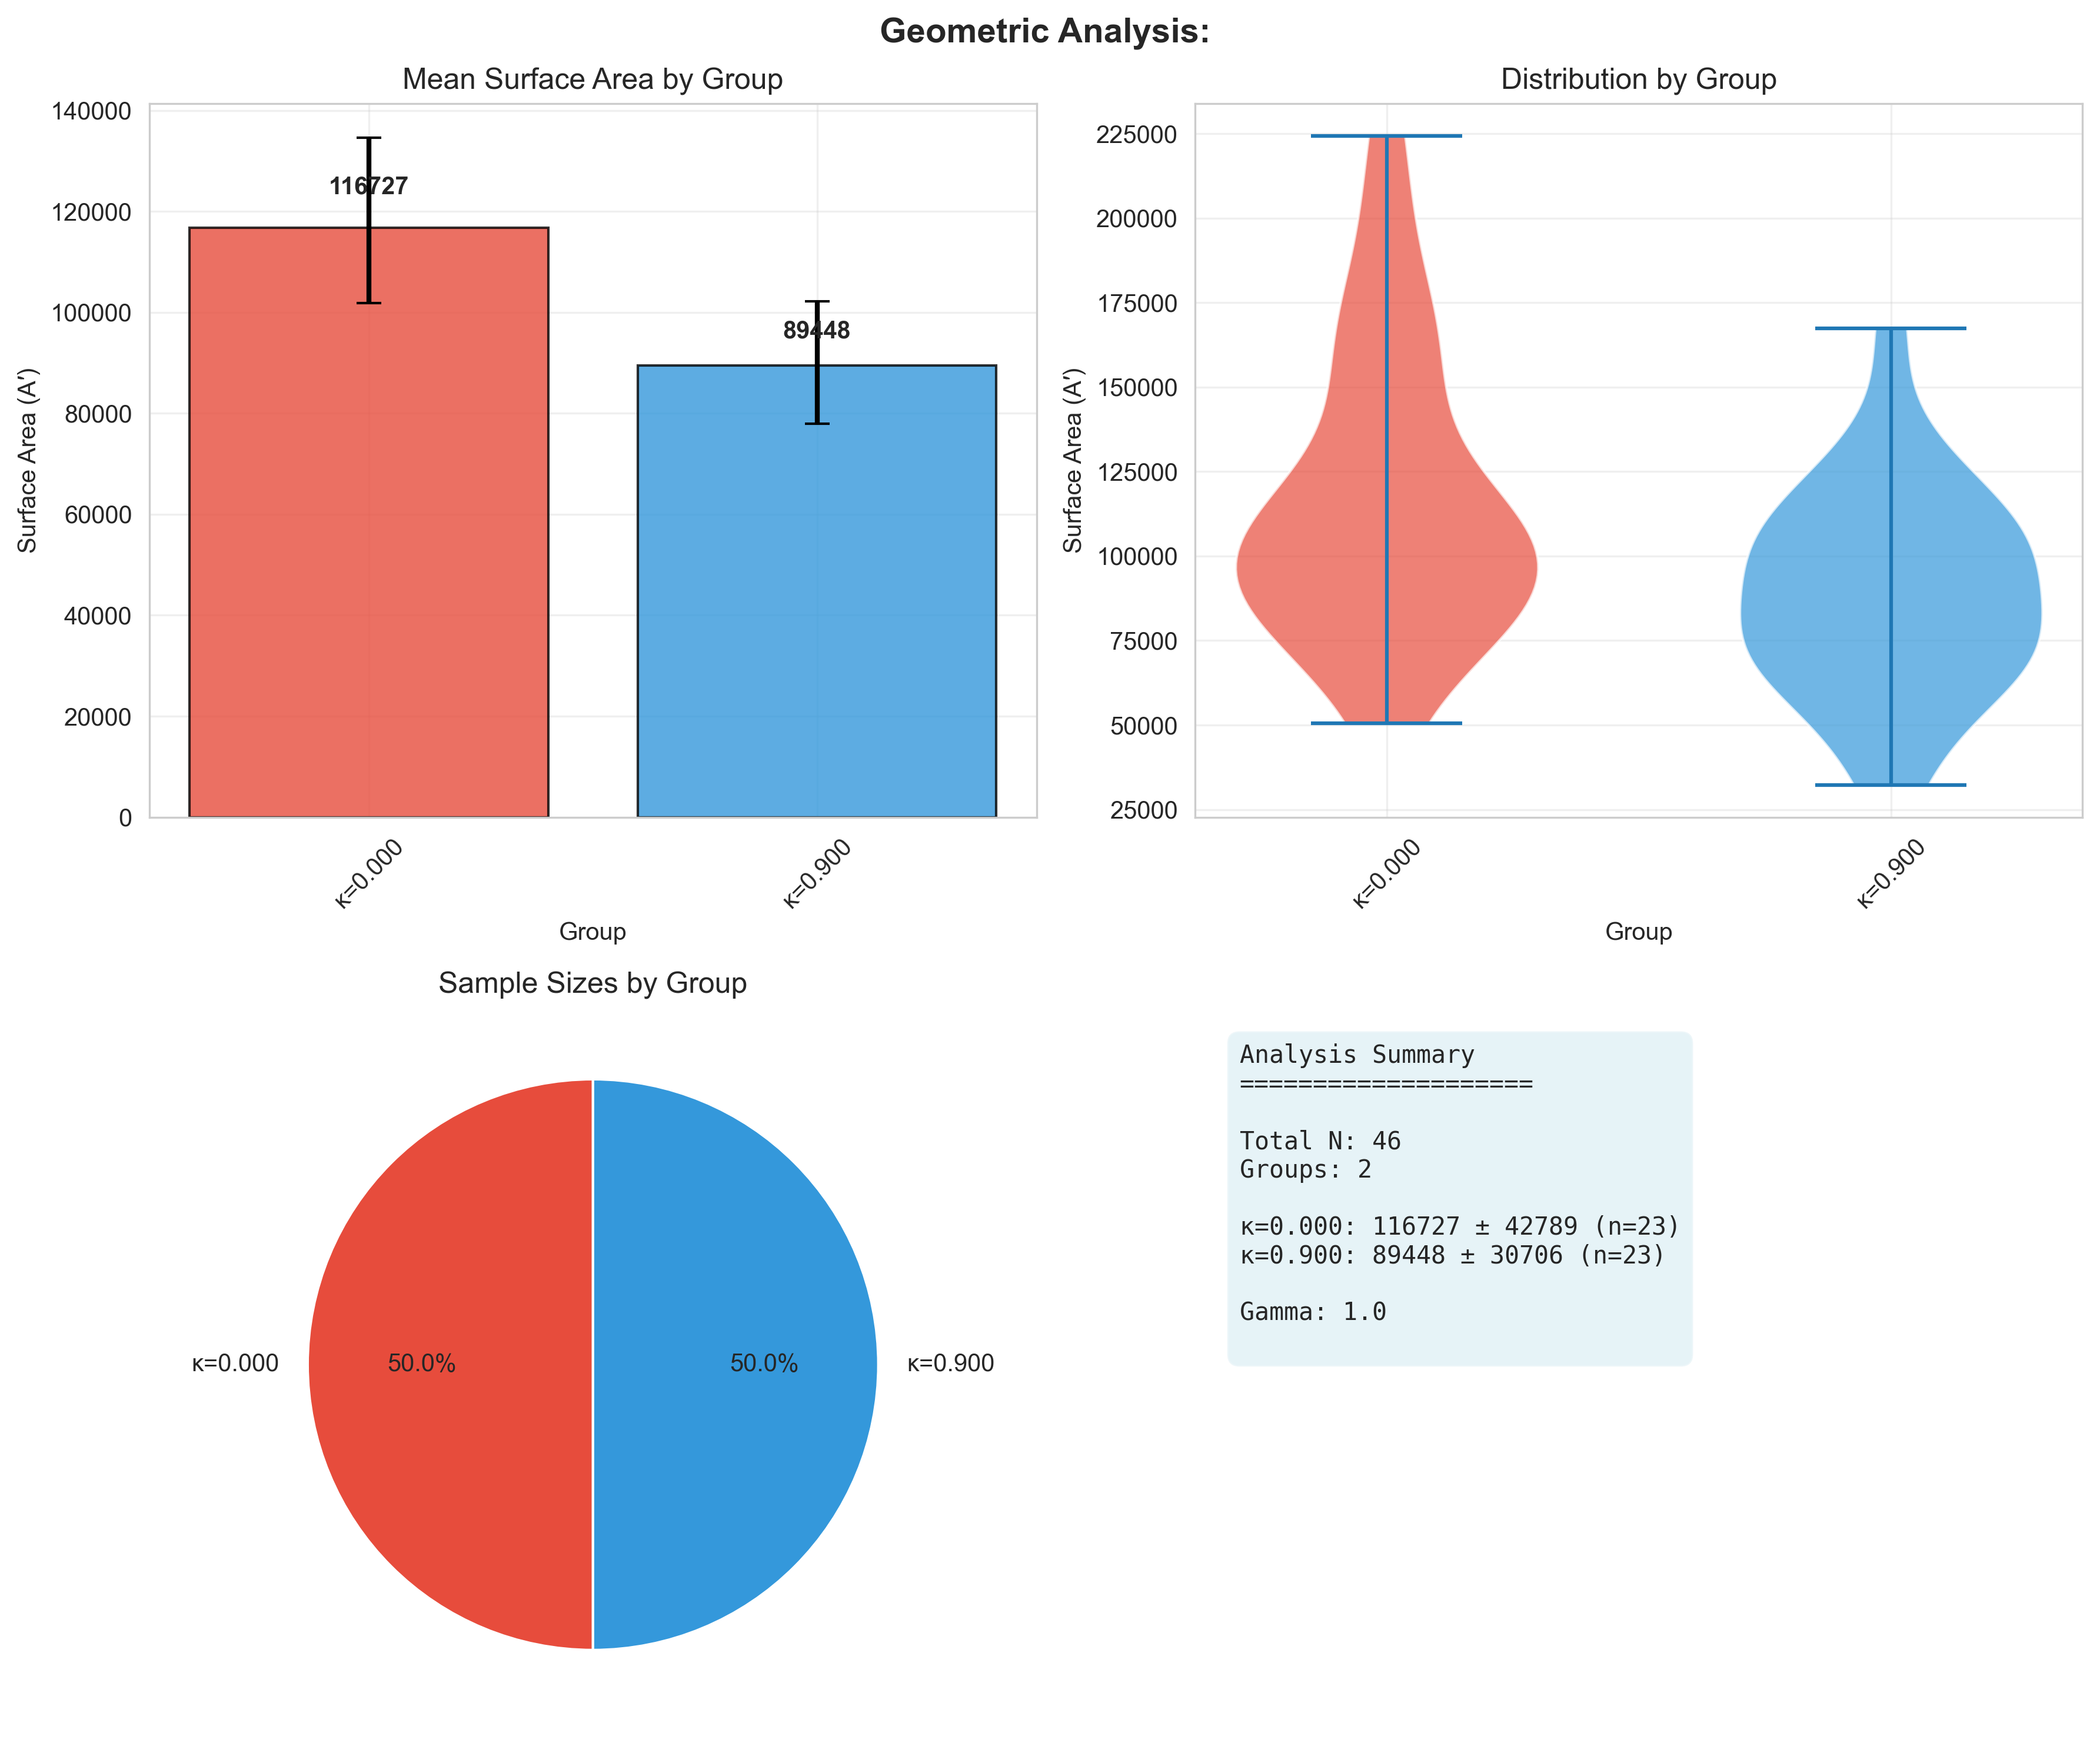 Geometric Analysis:
Mean Surface Area by Group
140000
120000
100000
80000
60000
40000
20000
0
Surface Area (A′)
116727
89448
κ=0.000
κ=0.900
Group
Distribution by Group
225000
200000
175000
150000
125000
100000
75000
50000
25000
Surface Area (A′)
κ=0.000
κ=0.900
Group
Sample Sizes by Group
κ=0.000
50.0%
50.0%
κ=0.900
Analysis Summary
====================
Total N: 46
Groups: 2
κ=0.000: 116727 ± 42789 (n=23)
κ=0.900: 89448 ± 30706 (n=23)
Gamma: 1.0